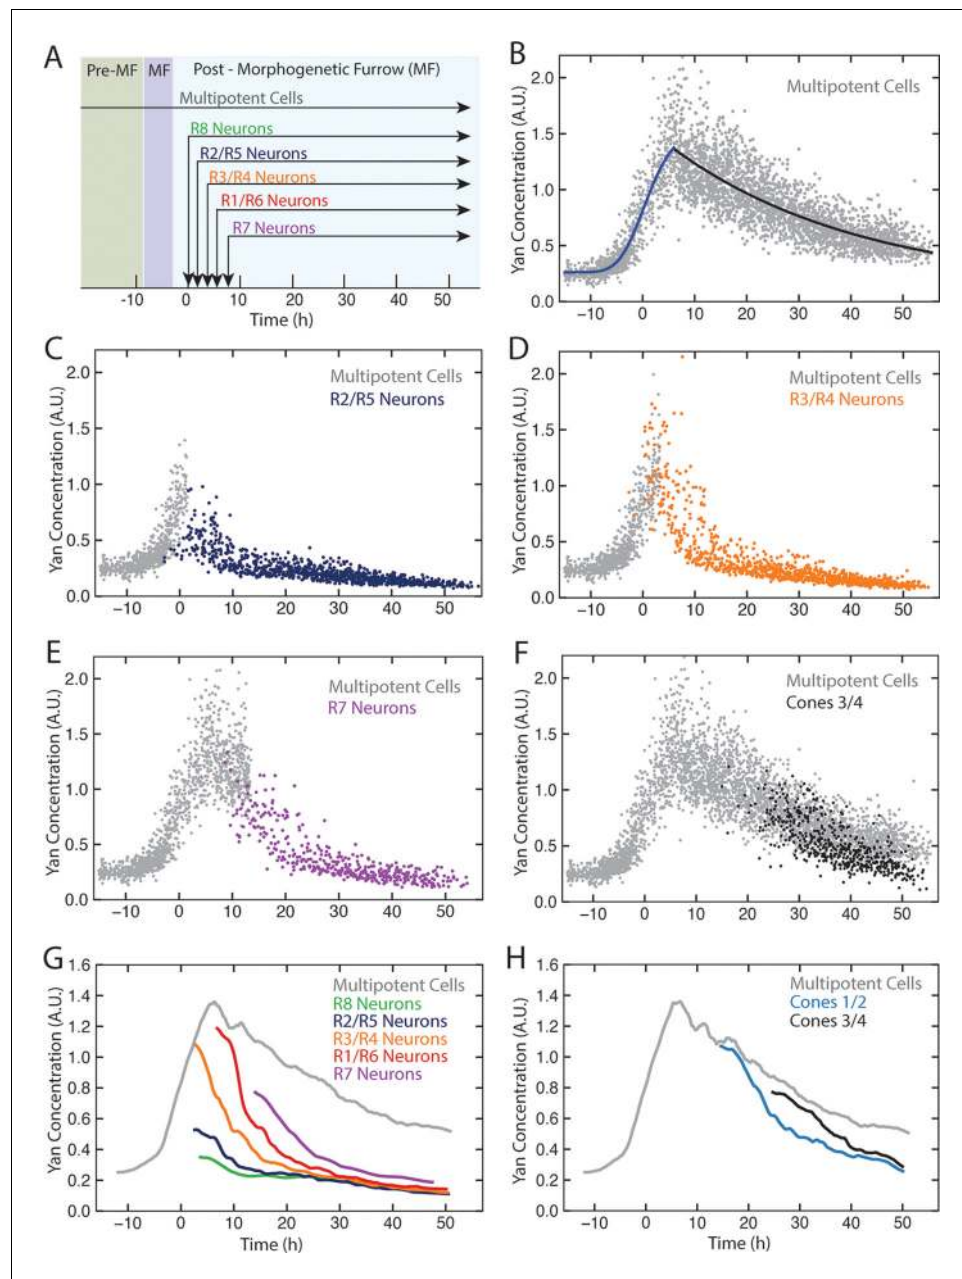 A
Pre-MF MF Post - Morphogenetic Furrow (MF)
Multipotent Cells
R8 Neurons
R2/R5 Neurons
R3/R4 Neurons
R1/R6 Neurons
R7 Neurons
-10 0 10 20 30 40 50
Time (h)
B
Yan Concentration (A.U.)
2.0
1.5
1.0
0.5
0.0
Multipotent Cells
−10 0 10 20 30 40 50
Time (h)
C
Yan Concentration (A.U.)
2.0
1.5
1.0
0.5
0.0
Multipotent Cells
R2/R5 Neurons
−10 0 10 20 30 40 50
D
Yan Concentration (A.U.)
2.0
1.5
1.0
0.5
0.0
Multipotent Cells
R3/R4 Neurons
−10 0 10 20 30 40 50
E
Yan Concentration (A.U.)
2.0
1.5
1.0
0.5
0.0
Multipotent Cells
R7 Neurons
−10 0 10 20 30 40 50
F
Yan Concentration (A.U.)
2.0
1.5
1.0
0.5
0.0
Multipotent Cells
Cones 3/4
−10 0 10 20 30 40 50
G
Yan Concentration (A.U.)
1.6
1.4
1.2
1.0
0.8
0.6
0.4
0.2
0.0
Multipotent Cells
R8 Neurons
R2/R5 Neurons
R3/R4 Neurons
R1/R6 Neurons
R7 Neurons
−10 0 10 20 30 40 50
Time (h)
H
Yan Concentration (A.U.)
1.6
1.4
1.2
1.0
0.8
0.6
0.4
0.2
0.0
Multipotent Cells
Cones 1/2
Cones 3/4
−10 0 10 20 30 40 50
Time (h)